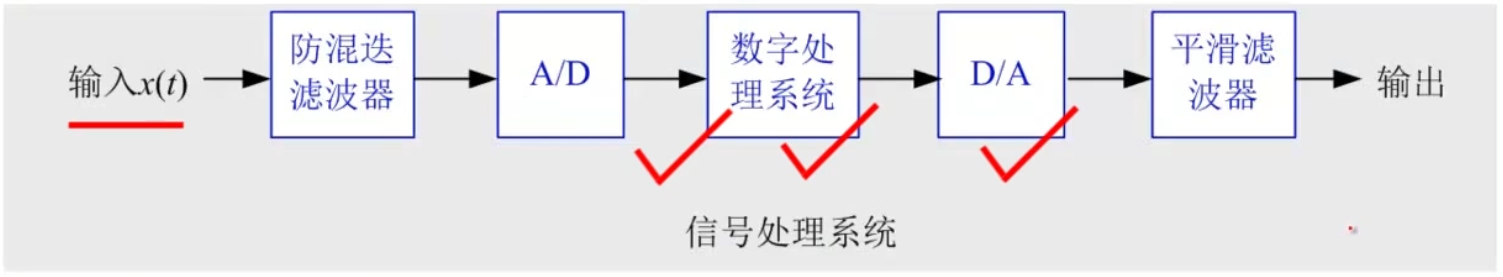 输入x(t)
防混迭
滤波器
A/D
数字处
理系统
D/A
平滑滤
波器
输出
信号处理系统